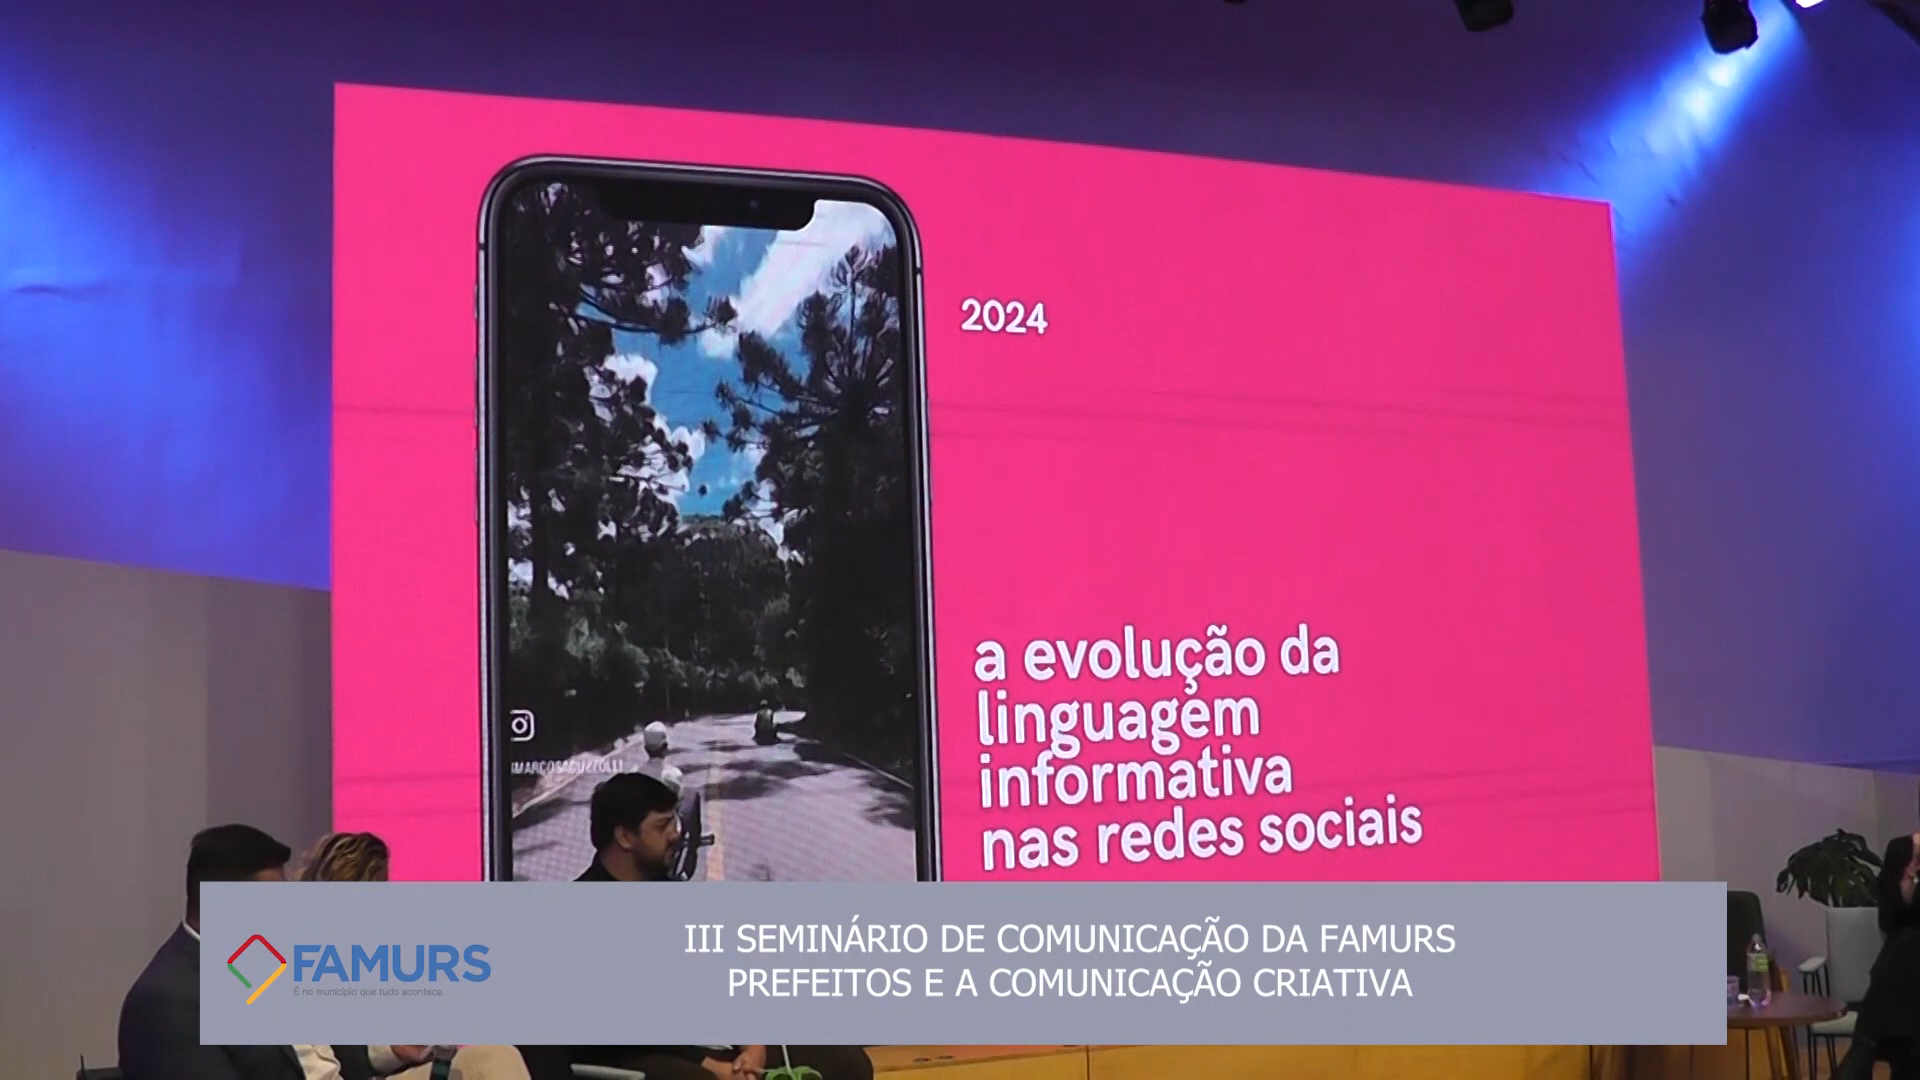 2024
a evolução da
linguagem
informativa
nas redes sociais
FAMURS
É no município que tudo acontece.
III SEMINÁRIO DE COMUNICAÇÃO DA FAMURS
PREFEITOS E A COMUNICAÇÃO CRIATIVA